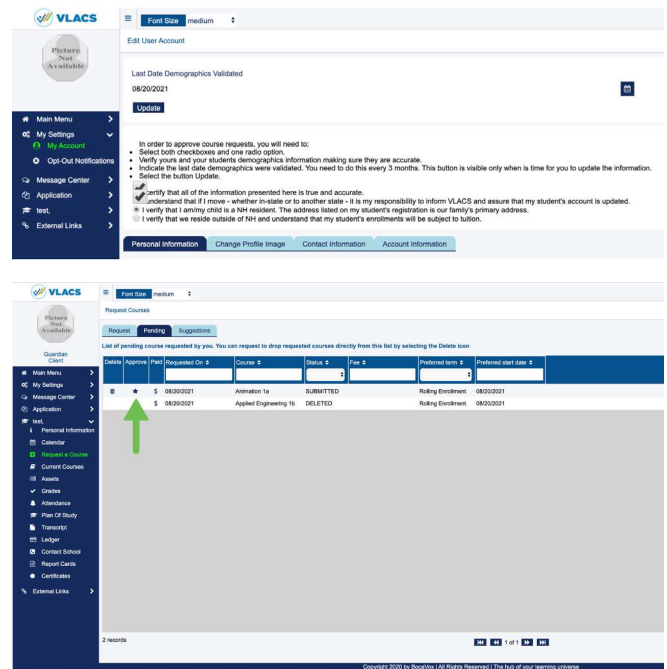 VLACS
Font Size medium
Edit User Account
Picture
Not
Available
Last Date Demographics Validated
08/20/2021
Update
Main Menu
My Settings
My Account
Opt-Out Notifications
Message Center
Application
test,
External Links
In order to approve course requests, you will need to:
Select both checkboxes and one radio option.
Verify yours and your students demographics information making sure they are accurate.
Indicate the last date demographics were validated. You need to do this every 3 months. This button is visible only when is time for you to update the information.
Select the button Update.
certify that all of the information presented here is true and accurate.
understand that if I move - whether in-state or to another state - it is my responsibility to inform VLACS and assure that my student's account is updated.
I verify that I am/my child is a NH resident. The address listed on my student's registration is our family's primary address.
I verify that we reside outside of NH and understand that my student's enrollments will be subject to tuition.
Personal Information Change Profile Image Contact Information Account Information
VLACS
Font Size medium
Request Courses
Picture
Not
Available
Guardian
Client
Main Menu
My Settings
Message Center
Application
test,
Personal Information
Calendar
Request a Course
Current Courses
Assets
Grades
Attendance
Plan Of Study
Transcript
Ledger
Contact School
Report Cards
Certificates
External Links
Request Pending Suggestions
List of pending course requested by you. You can request to drop requested courses directly from this list by selecting the Delete icon
Delete Approve Paid Requested On Course Status Fee Preferred term Preferred start date
$ 08/20/2021 Animation 1a SUBMITTED Rolling Enrollment 08/20/2021
$ 08/20/2021 Applied Engineering 1b DELETED Rolling Enrollment 08/20/2021
2 records
1 of 1
Copyright 2020 by BocaVox | All Rights Reserved | The hub of your learning universe